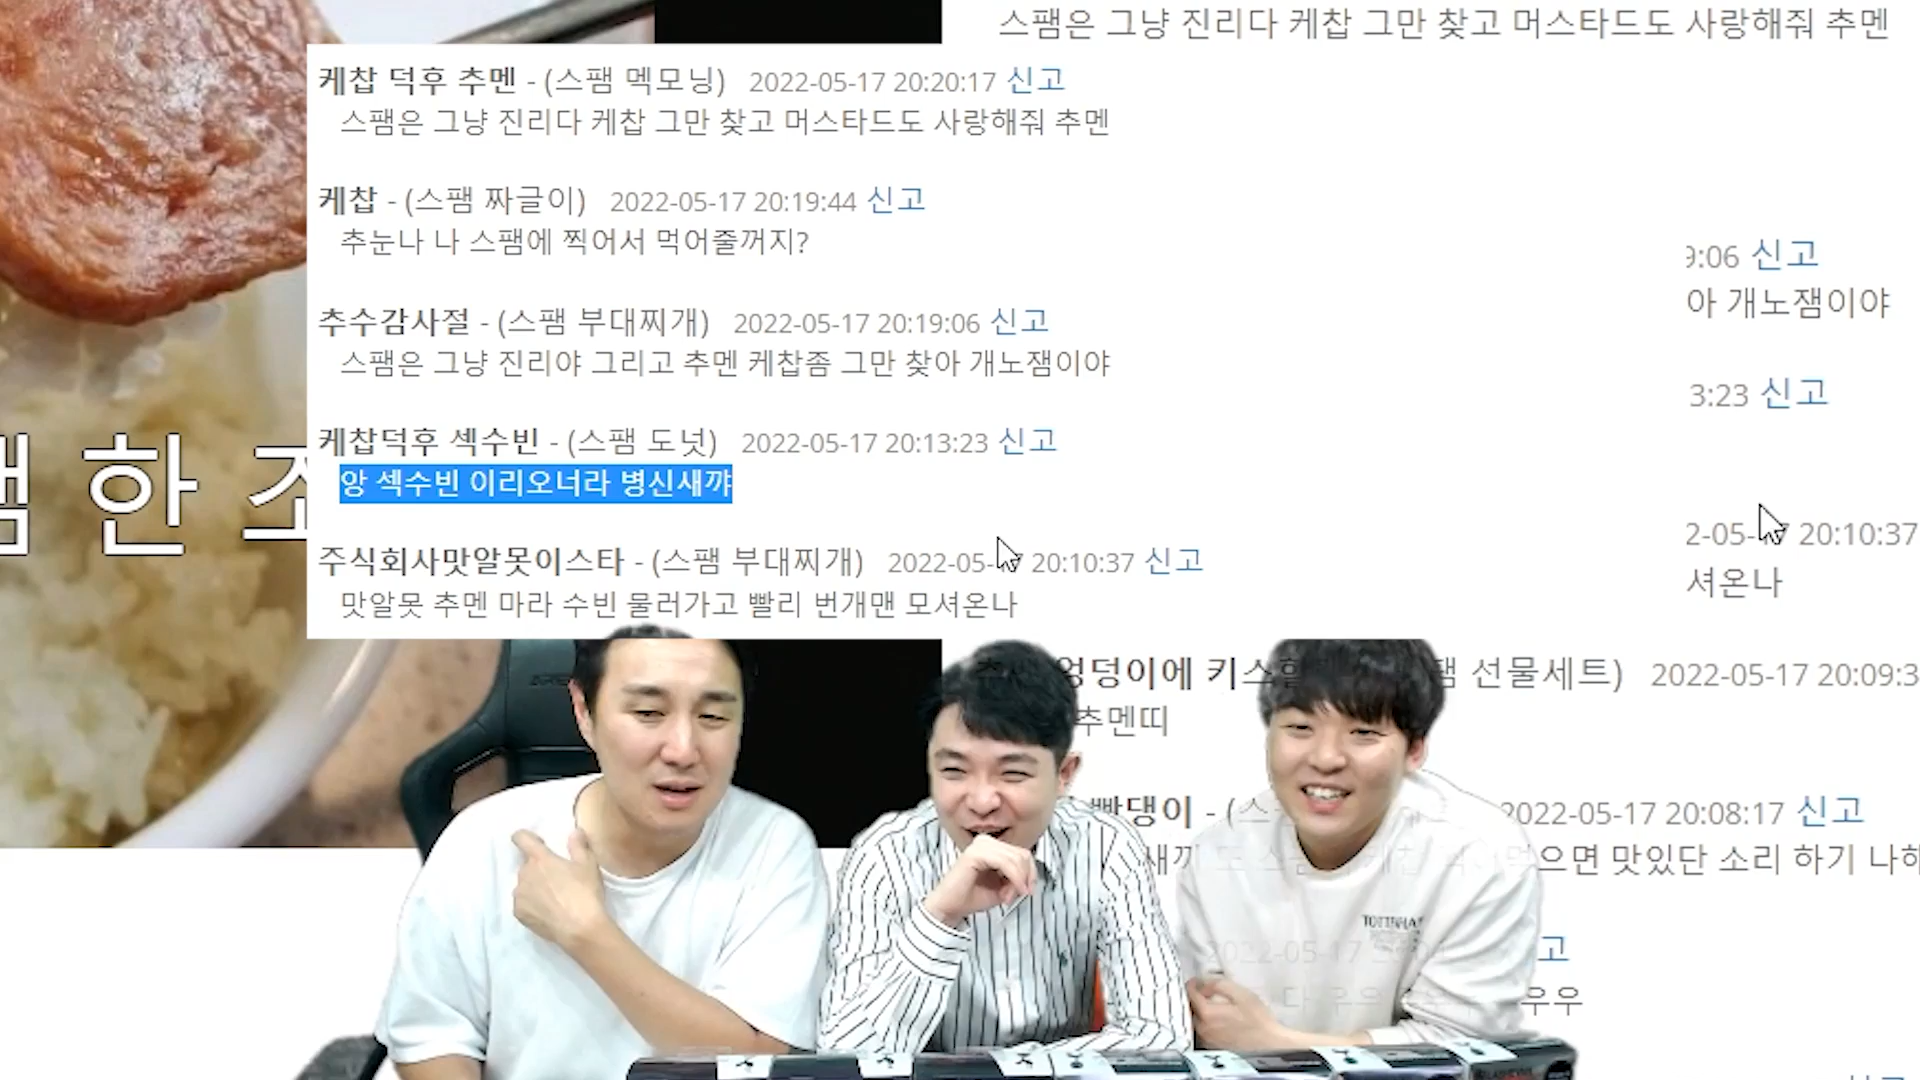 스팸은 그냥 진리다 케찹 그만 찾고 머스타드도 사랑해줘 추멘
케찹 덕후 추멘 - (스팸 멕모닝) 2022-05-17 20:20:17 신고
스팸은 그냥 진리다 케찹 그만 찾고 머스타드도 사랑해줘 추멘
케찹 - (스팸 짜글이) 2022-05-17 20:19:44 신고
추눈나 나 스팸에 찍어서 먹어줄꺼지?
추수감사절 - (스팸 부대찌개) 2022-05-17 20:19:06 신고
스팸은 그냥 진리야 그리고 추멘 케찹좀 그만 찾아 개노잼이야
케찹덕후 섹수빈 - (스팸 도넛) 2022-05-17 20:13:23 신고
앙 섹수빈 이리오너라 병신새꺄
주식회사맛알못이스타 - (스팸 부대찌개) 2022-05-17 20:10:37 신고
맛알못 추멘 마라 수빈 물러가고 빨리 번개맨 모셔온나
9:06 신고
아 개노잼이야
3:23 신고
2-05-17 20:10:37
셔온나
한
엉덩이에 키스 선물세트) 2022-05-17 20:09:3
추멘띠
빵댕이 - 2022-05-17 20:08:17 신고
으면 맛있단 소리 하기
2022-05-17
고
우우